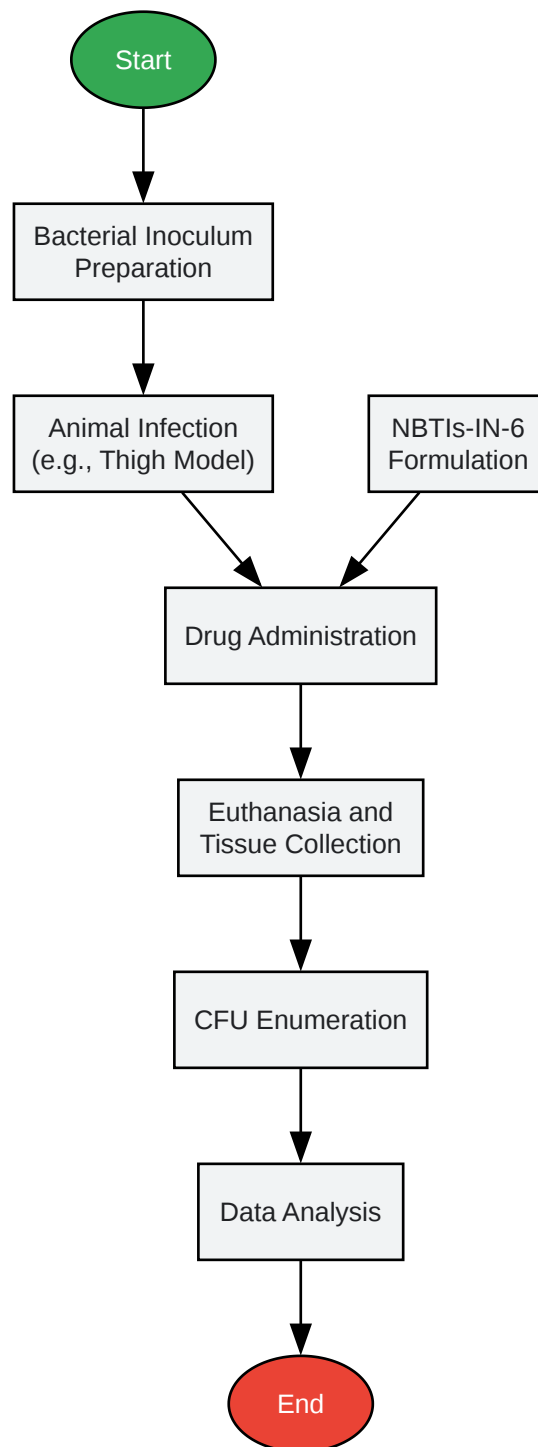 Start
Bacterial Inoculum
Preparation
Animal Infection
(e.g., Thigh Model)
NBTIs-IN-6
Formulation
Drug Administration
Euthanasia and
Tissue Collection
CFU Enumeration
Data Analysis
End